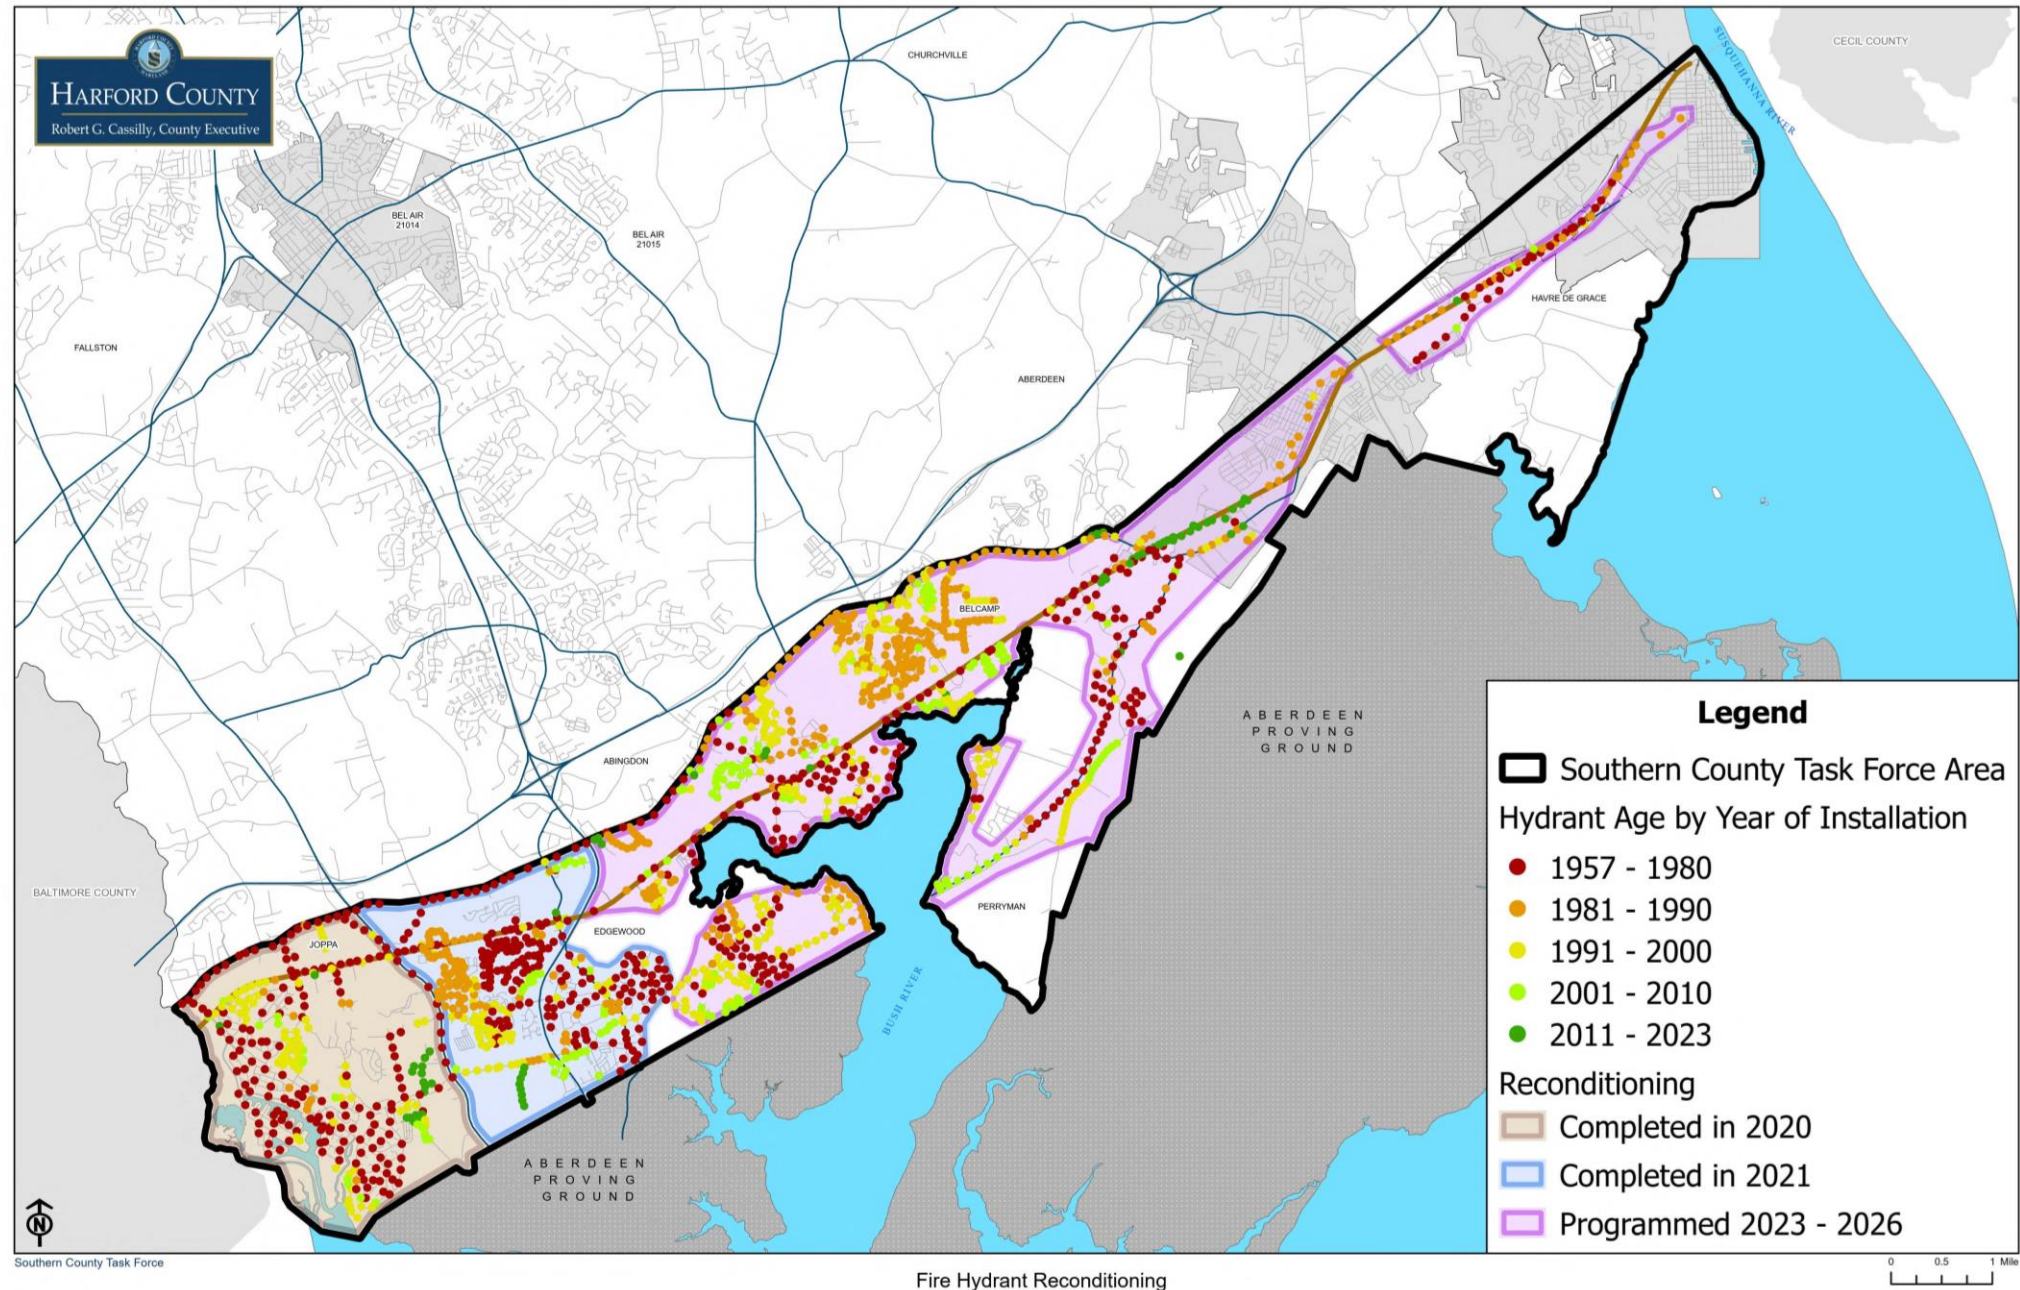 HARFORD COUNTY
MARYLAND
HARFORD COUNTY
Robert G. Cassilly, County Executive
CHURCHVILLE
CECIL COUNTY
SUSQUEHANNA RIVER
BEL AIR
21014
BEL AIR
21015
HAVRE DE GRACE
FALLSTON
ABERDEEN
BELCAMP
ABERDEEN
PROVING
GROUND
ABINGDON
BALTIMORE COUNTY
PERRYMAN
EDGEWOOD
JOPPA
BUSH RIVER
ABERDEEN
PROVING
GROUND
Legend
Southern County Task Force Area
Hydrant Age by Year of Installation
1957 - 1980
1981 - 1990
1991 - 2000
2001 - 2010
2011 - 2023
Reconditioning
Completed in 2020
Completed in 2021
Programmed 2023 - 2026
N
Southern County Task Force
Fire Hydrant Reconditioning
0 0.5 1 Mile